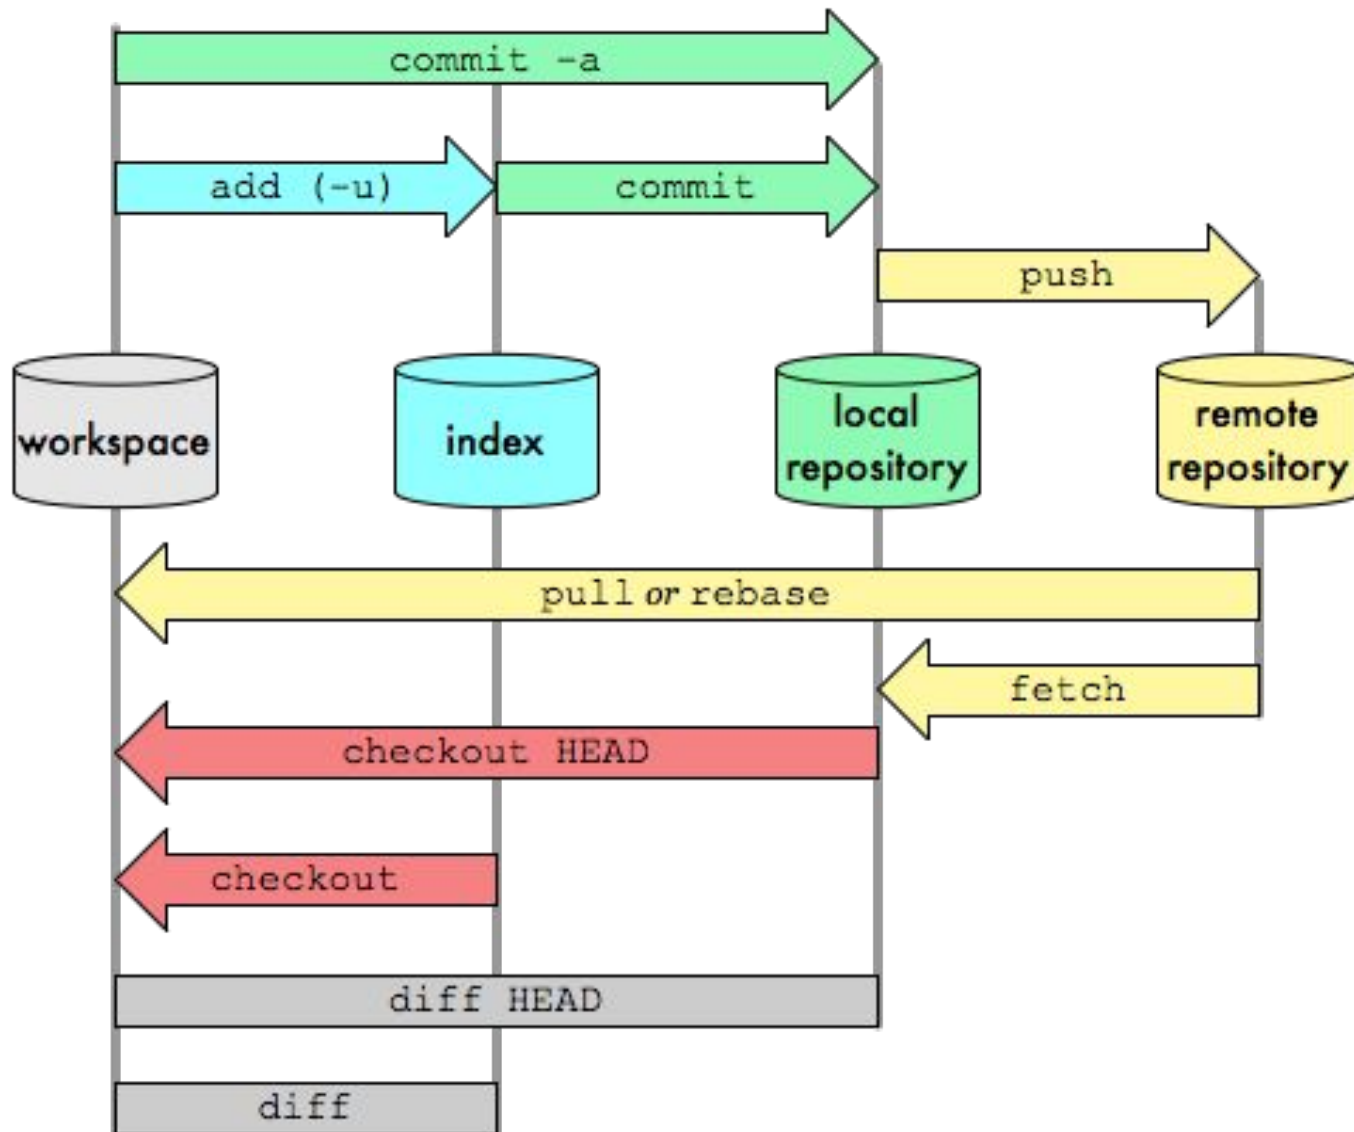 commit -a
add (-u)
commit
push
workspace
index
local
repository
remote
repository
pull or rebase
fetch
checkout HEAD
checkout
diff HEAD
diff